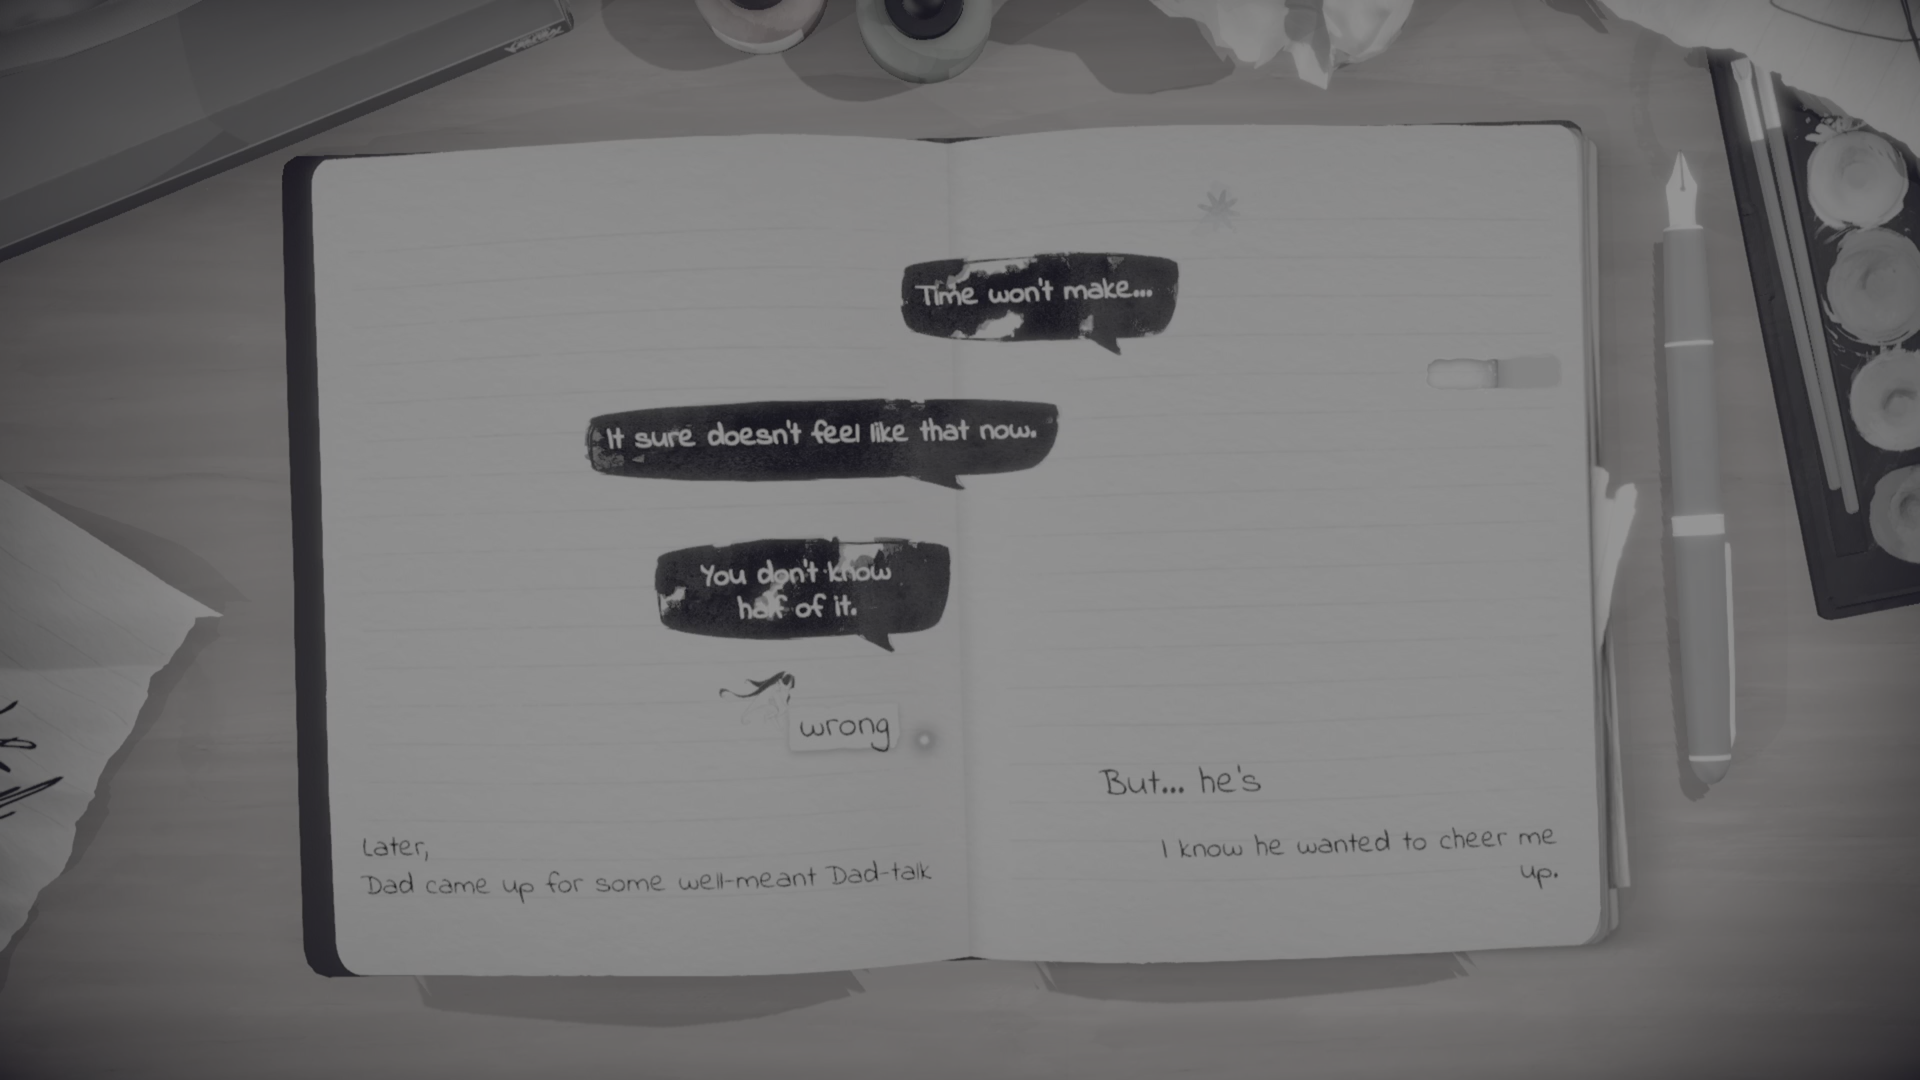 Time won't make...
It sure doesn't feel like that now.
You don't know
half of it.
wrong
But... he's
Later,
Dad came up for some well-meant Dad-talk
I know he wanted to cheer me
up.